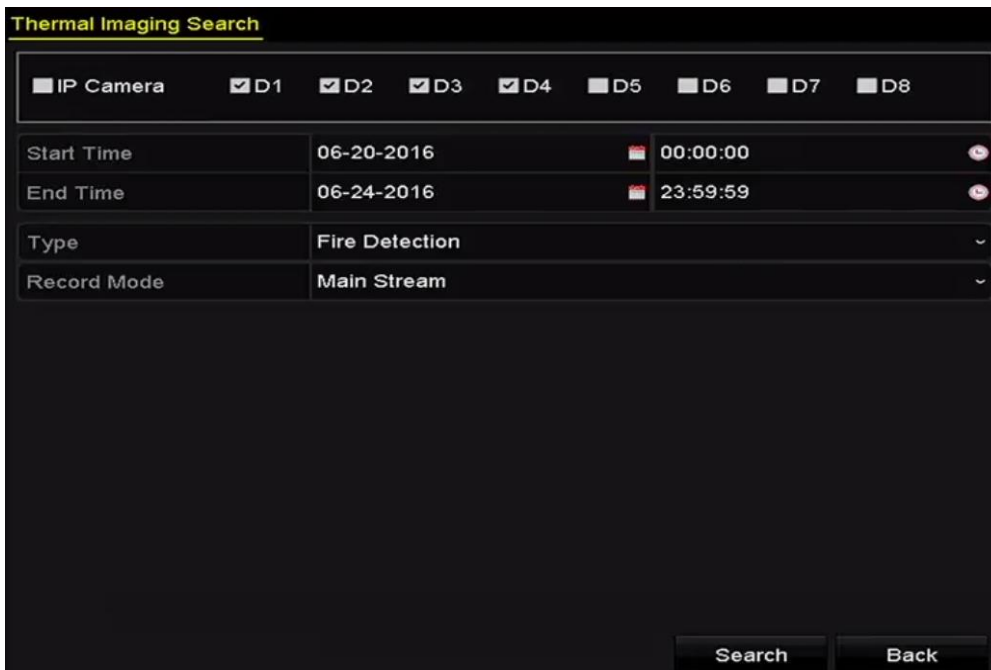 Thermal Imaging Search
IP Camera D1 D2 D3 D4 D5 D6 D7 D8
Start Time 06-20-2016 00:00:00
End Time 06-24-2016 23:59:59
Type Fire Detection
Record Mode Main Stream
Search Back